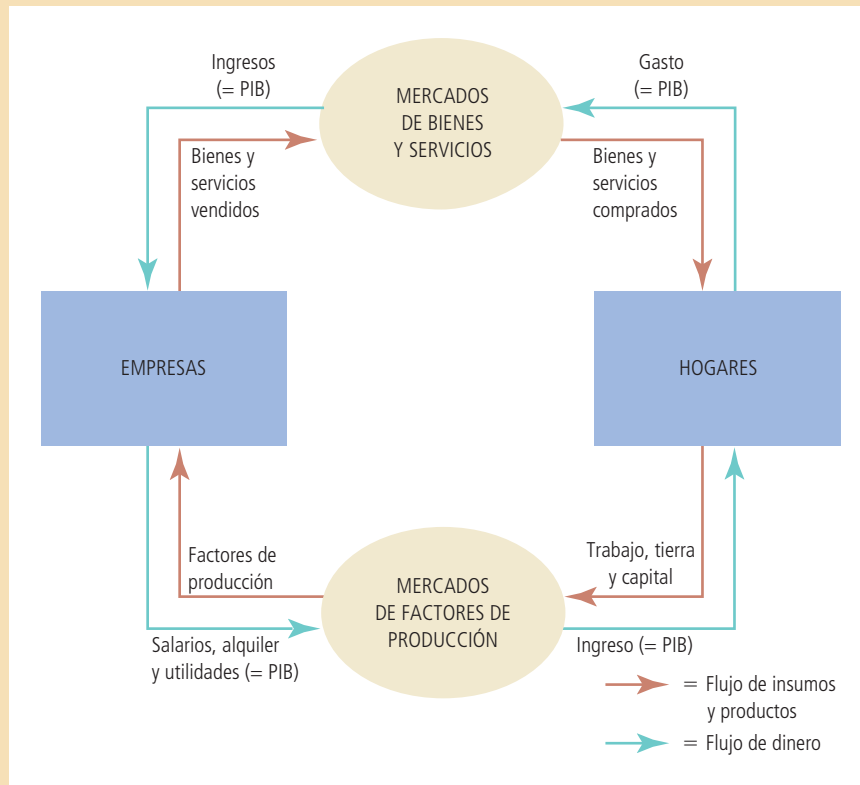 Ingresos
(= PIB)
MERCADOS
DE BIENES
Y SERVICIOS
Gasto
(= PIB)
Bienes y
servicios
vendidos
Bienes y
servicios
comprados
EMPRESAS
HOGARES
Factores de
producción
MERCADOS
DE FACTORES DE
PRODUCCIÓN
Trabajo, tierra
y capital
Salarios, alquiler
y utilidades (= PIB)
Ingreso (= PIB)
= Flujo de insumos
y productos
= Flujo de dinero